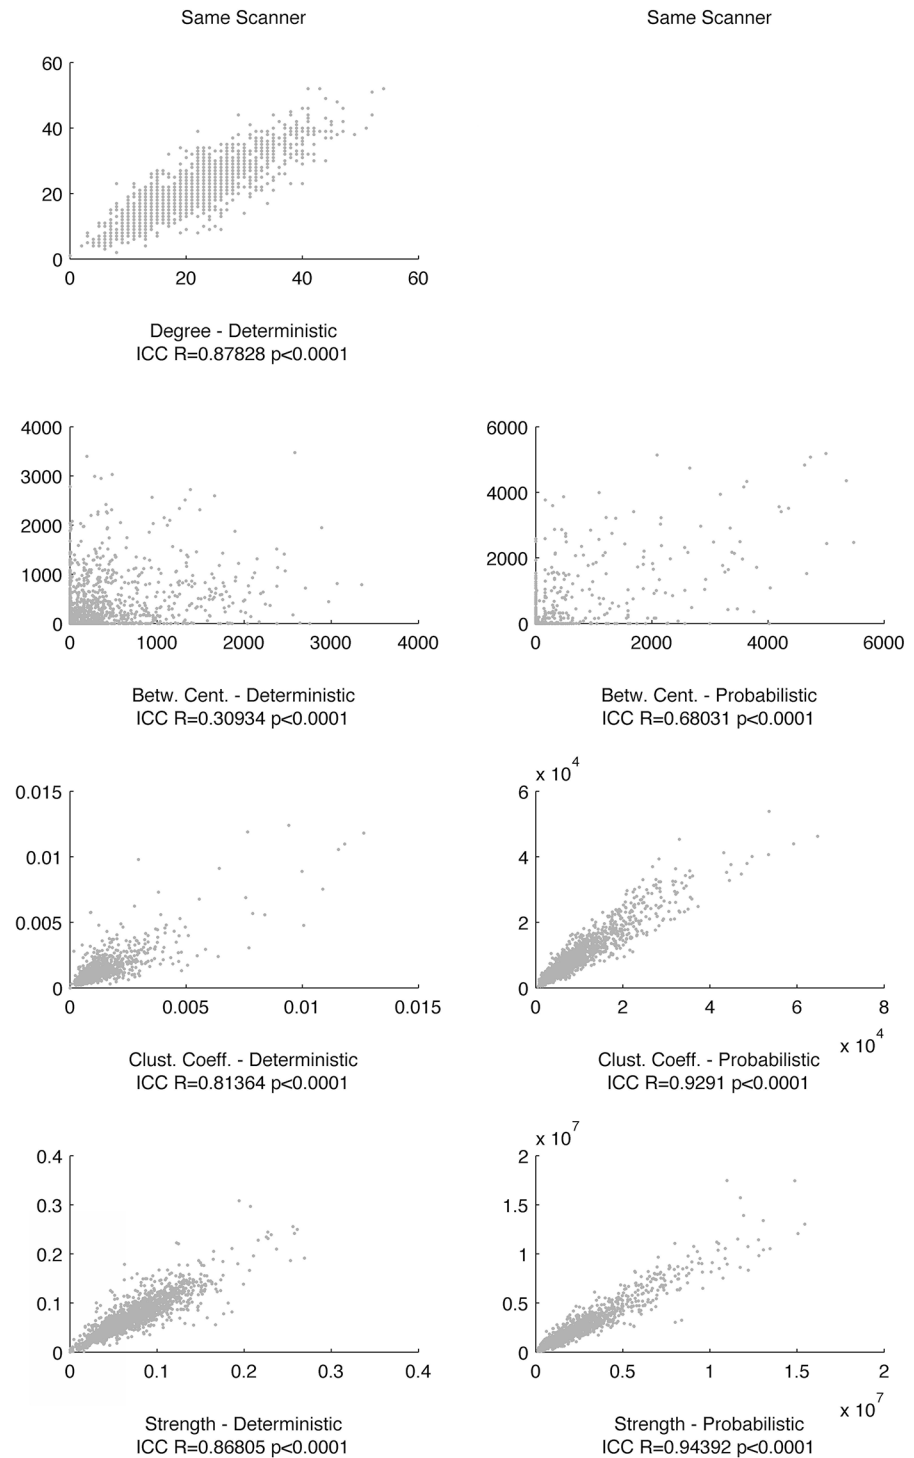 Same Scanner
Same Scanner
60
40
20
0
0 20 40 60
Degree - Deterministic
ICC R=0.87828 p<0.0001
4000
3000
2000
1000
0
0 1000 2000 3000 4000
Betw. Cent. - Deterministic
ICC R=0.30934 p<0.0001
6000
4000
2000
0
0 2000 4000 6000
Betw. Cent. - Probabilistic
ICC R=0.68031 p<0.0001
0.015
0.01
0.005
0
0 0.005 0.01 0.015
Clust. Coeff. - Deterministic
ICC R=0.81364 p<0.0001
x 10^4
6
4
2
0
0 2 4 6 8
x 10^4
Clust. Coeff. - Probabilistic
ICC R=0.9291 p<0.0001
0.4
0.3
0.2
0.1
0
0 0.1 0.2 0.3 0.4
Strength - Deterministic
ICC R=0.86805 p<0.0001
x 10^7
2
1.5
1
0.5
0
0 0.5 1 1.5 2
x 10^7
Strength - Probabilistic
ICC R=0.94392 p<0.0001